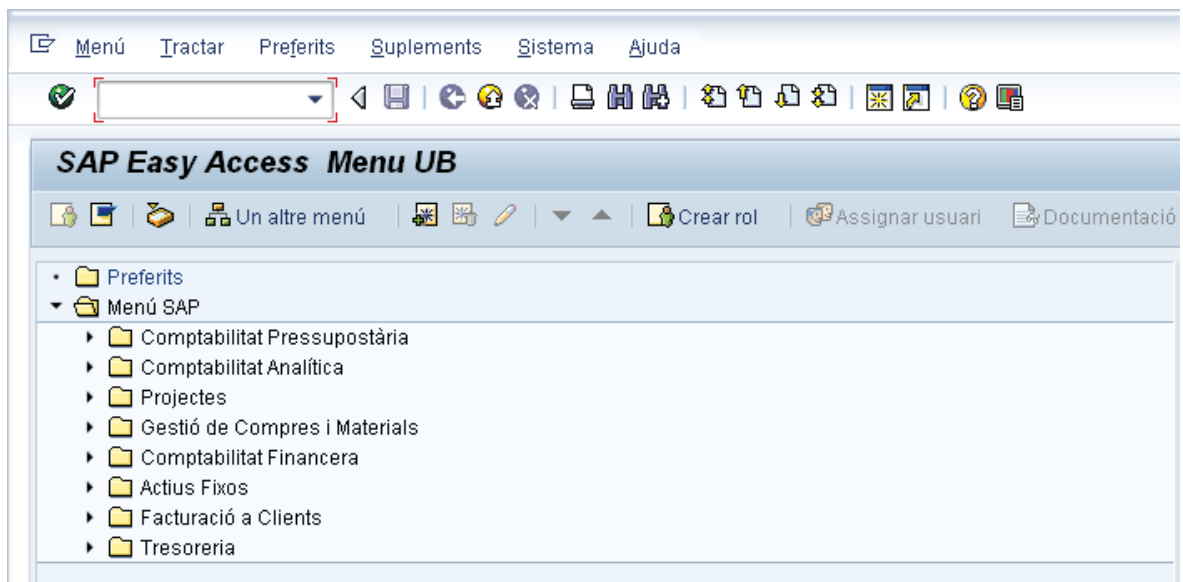 Menú Tractar Preferits Suplements Sistema Ajuda
SAP Easy Access Menu UB
Un altre menú Crear rol Assignar usuari Documentació
Preferits
Menú SAP
Comptabilitat Pressupostària
Comptabilitat Analítica
Projectes
Gestió de Compres i Materials
Comptabilitat Financera
Actius Fixos
Facturació a Clients
Tresoreria